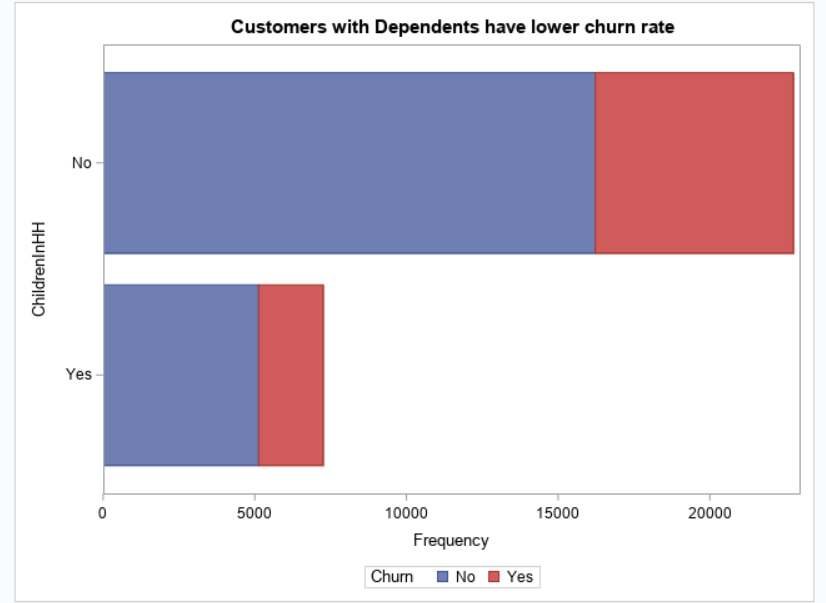 Customers with Dependents have lower churn rate
ChildrenInHH
No
Yes
0 5000 10000 15000 20000
Frequency
Churn No Yes